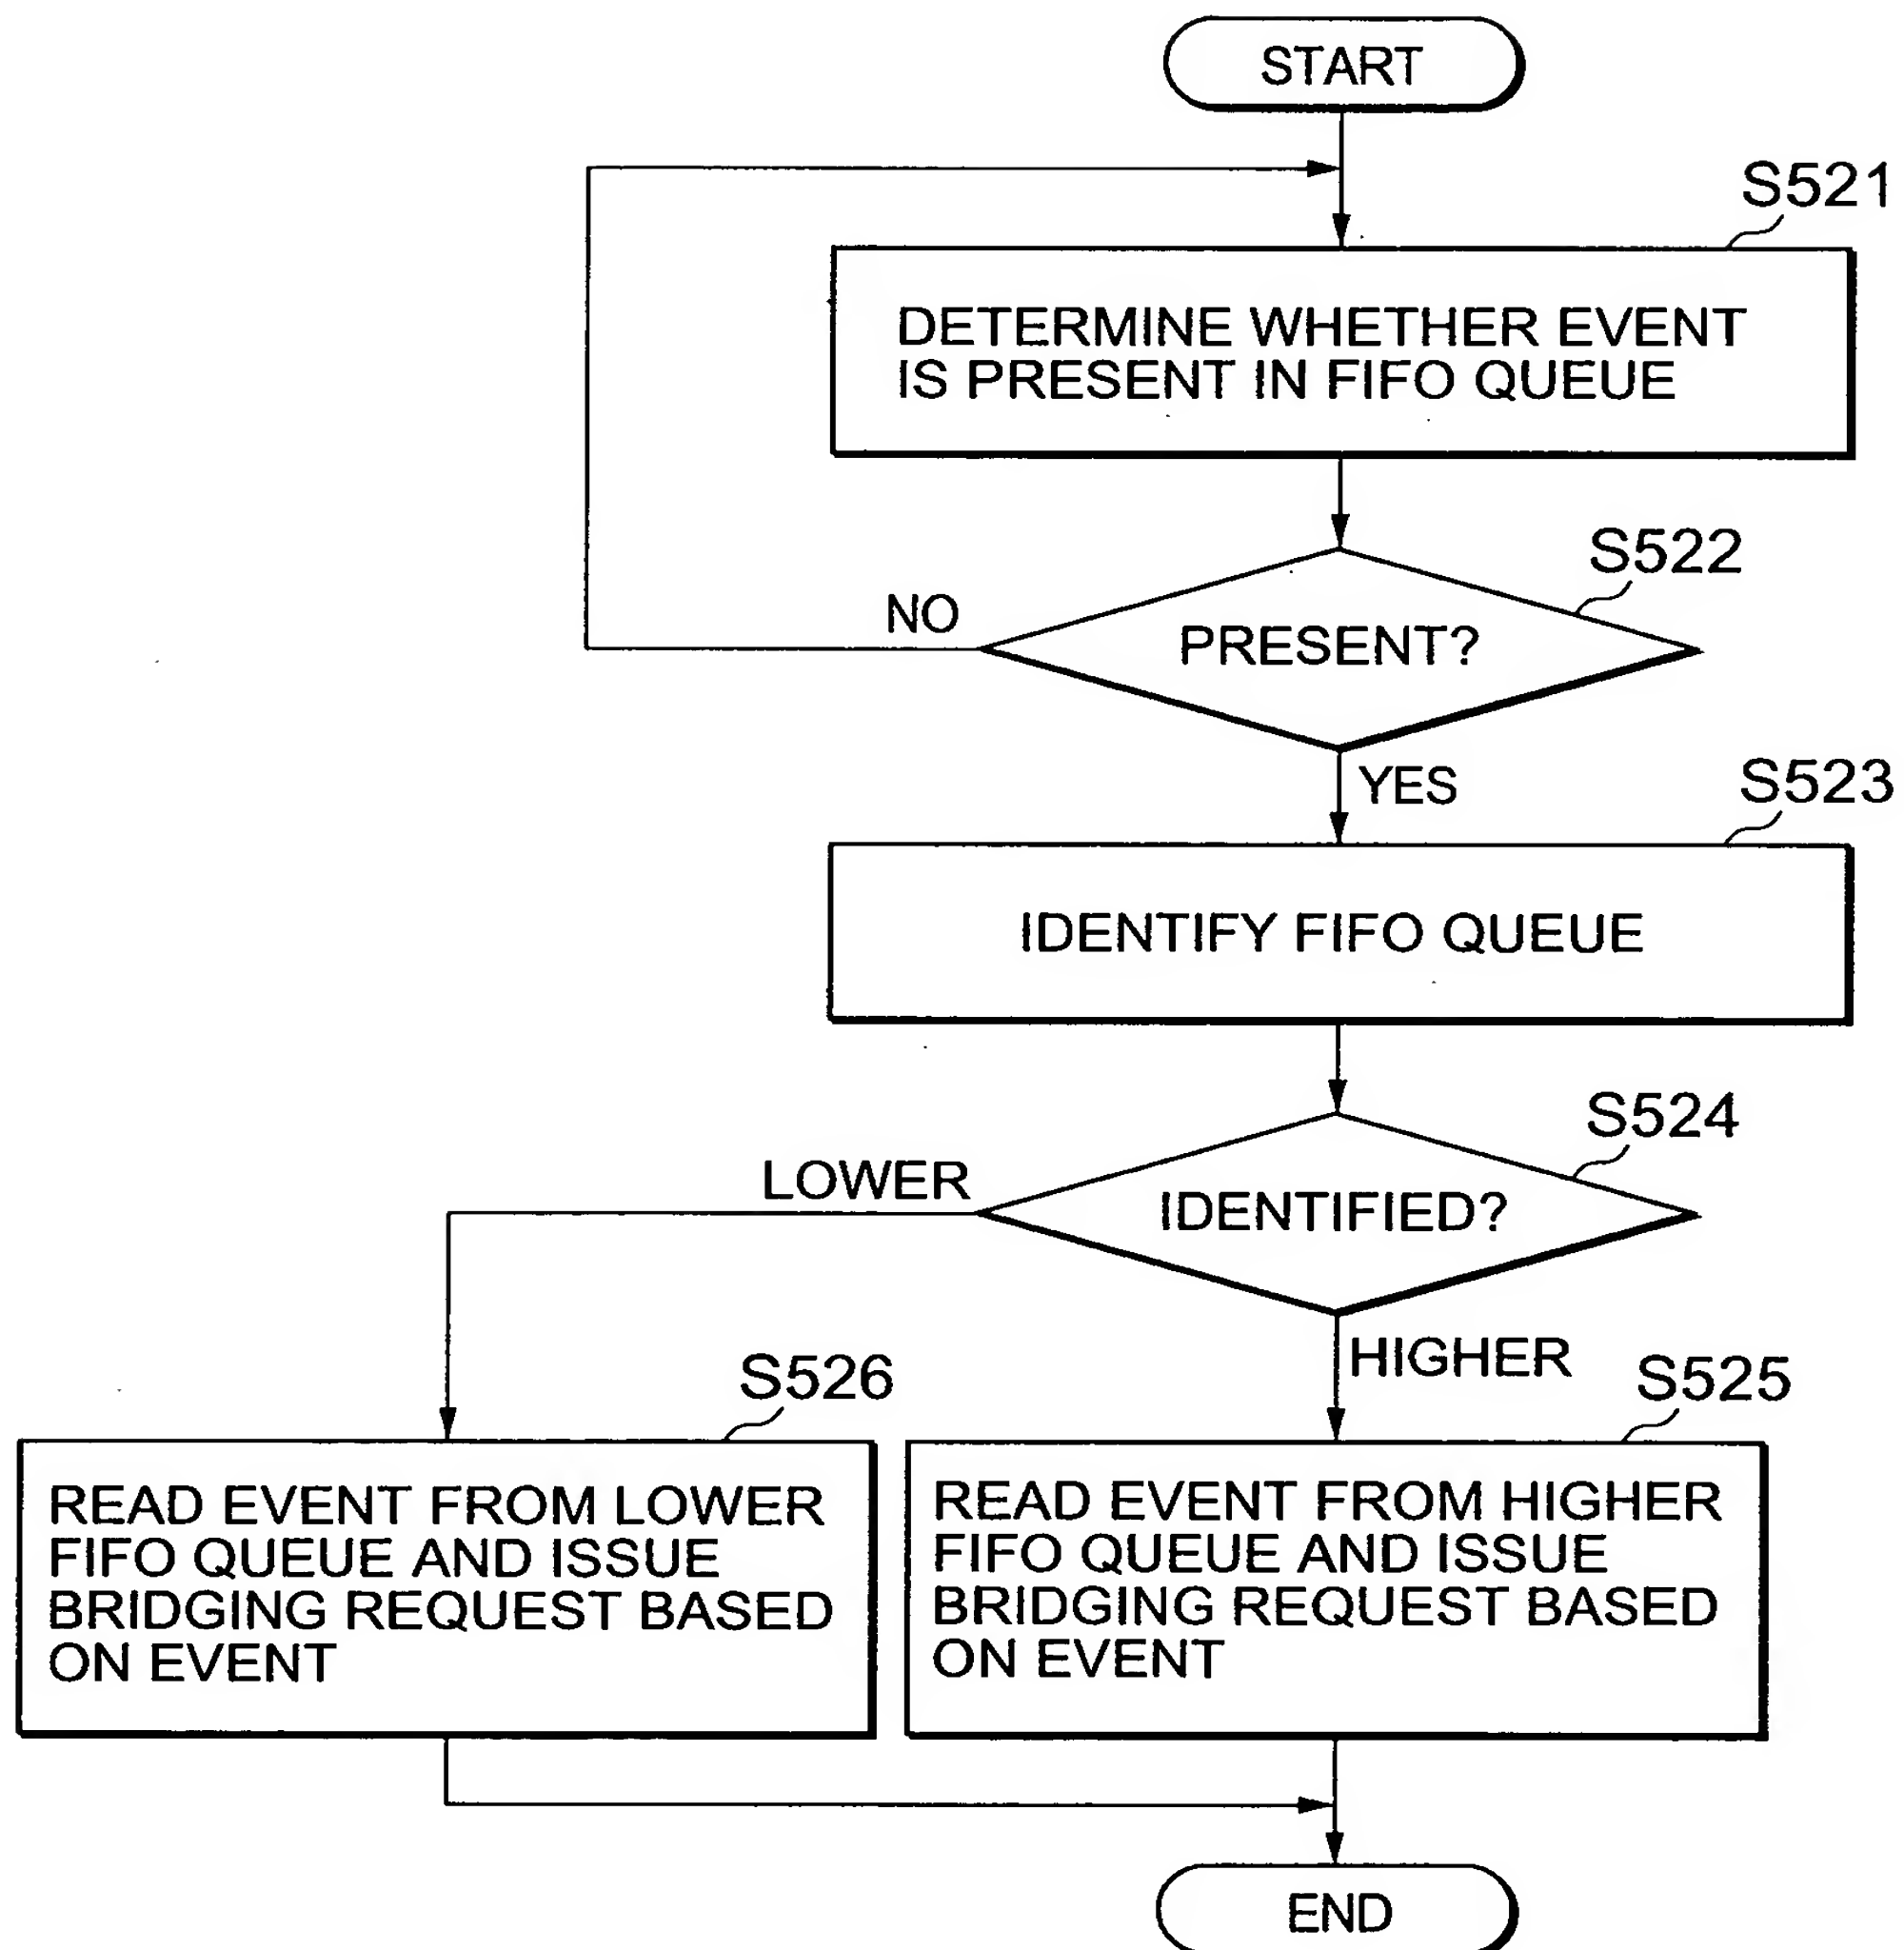 START
S521
DETERMINE WHETHER EVENT
IS PRESENT IN FIFO QUEUE
S522
NO
PRESENT?
YES
S523
IDENTIFY FIFO QUEUE
S524
LOWER
IDENTIFIED?
HIGHER
S526
S525
READ EVENT FROM LOWER
FIFO QUEUE AND ISSUE
BRIDGING REQUEST BASED
ON EVENT
READ EVENT FROM HIGHER
FIFO QUEUE AND ISSUE
BRIDGING REQUEST BASED
ON EVENT
END